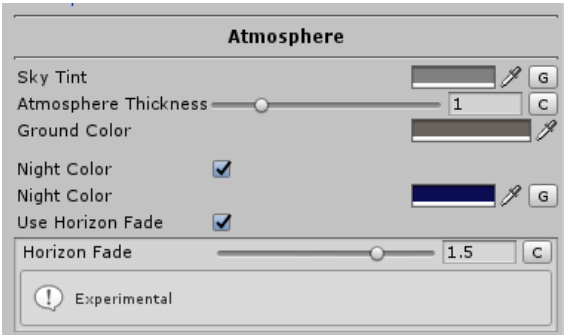 Atmosphere
Sky Tint G
Atmosphere Thickness 1 C
Ground Color
Night Color
Night Color G
Use Horizon Fade
Horizon Fade 1.5 C
Experimental